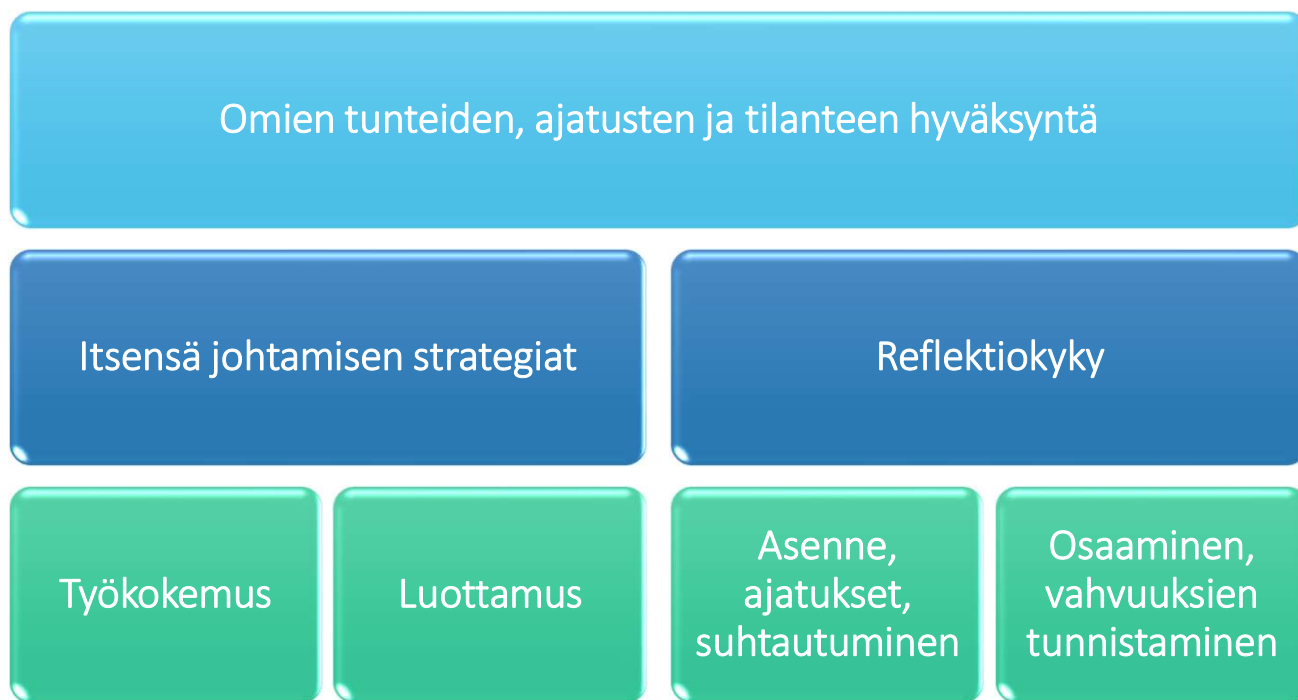 Omien tunteiden, ajatusten ja tilanteen hyväksyntä
Itsensä johtamisen strategiat
Reflektiokyky
Työkokemus
Luottamus
Asenne,
ajatukset,
suhtautuminen
Osaaminen,
vahvuuksien
tunnistaminen